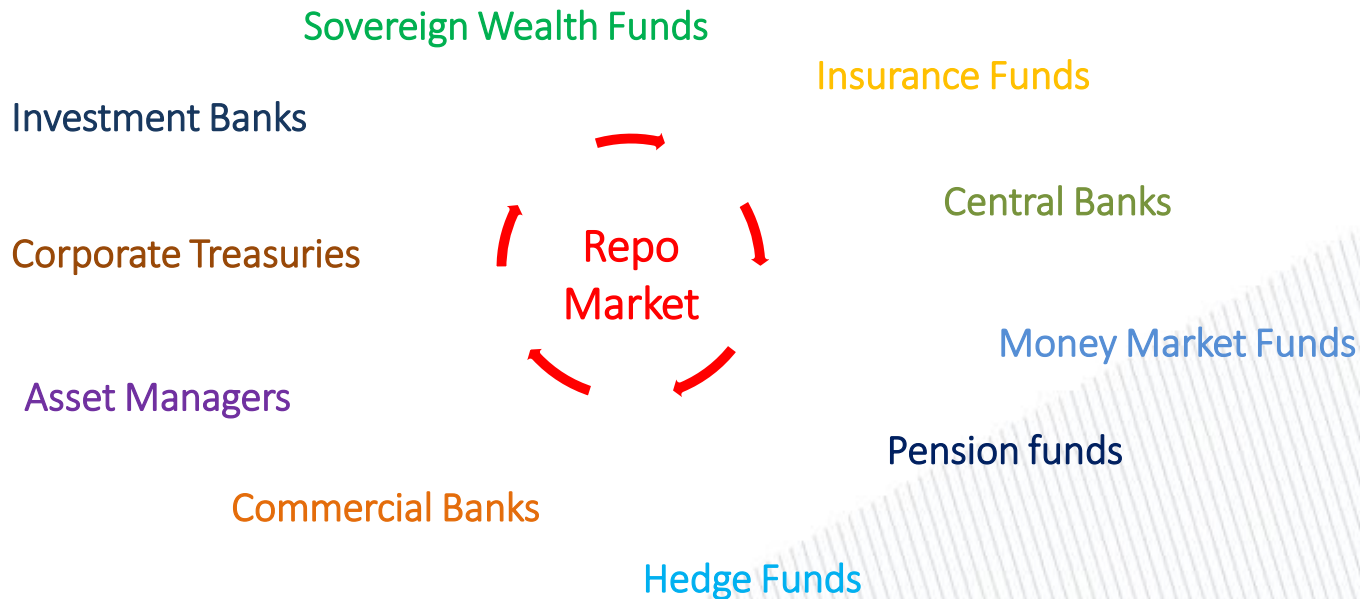 Sovereign Wealth Funds
Insurance Funds
Investment Banks
Central Banks
Corporate Treasuries
Repo
Market
Money Market Funds
Asset Managers
Pension funds
Commercial Banks
Hedge Funds